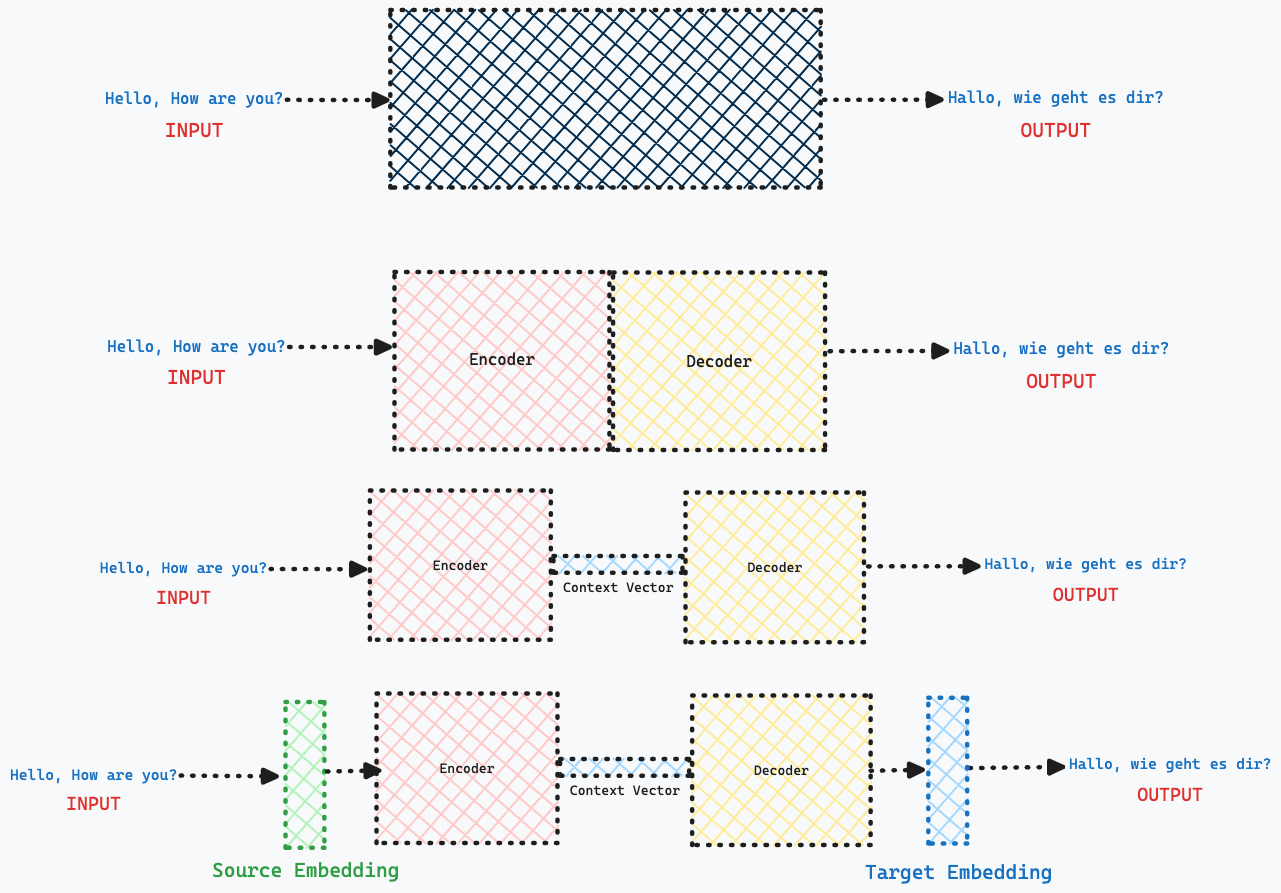 Hello, How are you?
INPUT
Hallo, wie geht es dir?
OUTPUT
Hello, How are you?
INPUT
Encoder
Decoder
Hallo, wie geht es dir?
OUTPUT
Hello, How are you?
INPUT
Encoder
Context Vector
Decoder
Hallo, wie geht es dir?
OUTPUT
Hello, How are you?
INPUT
Source Embedding
Encoder
Context Vector
Decoder
Target Embedding
Hallo, wie geht es dir?
OUTPUT